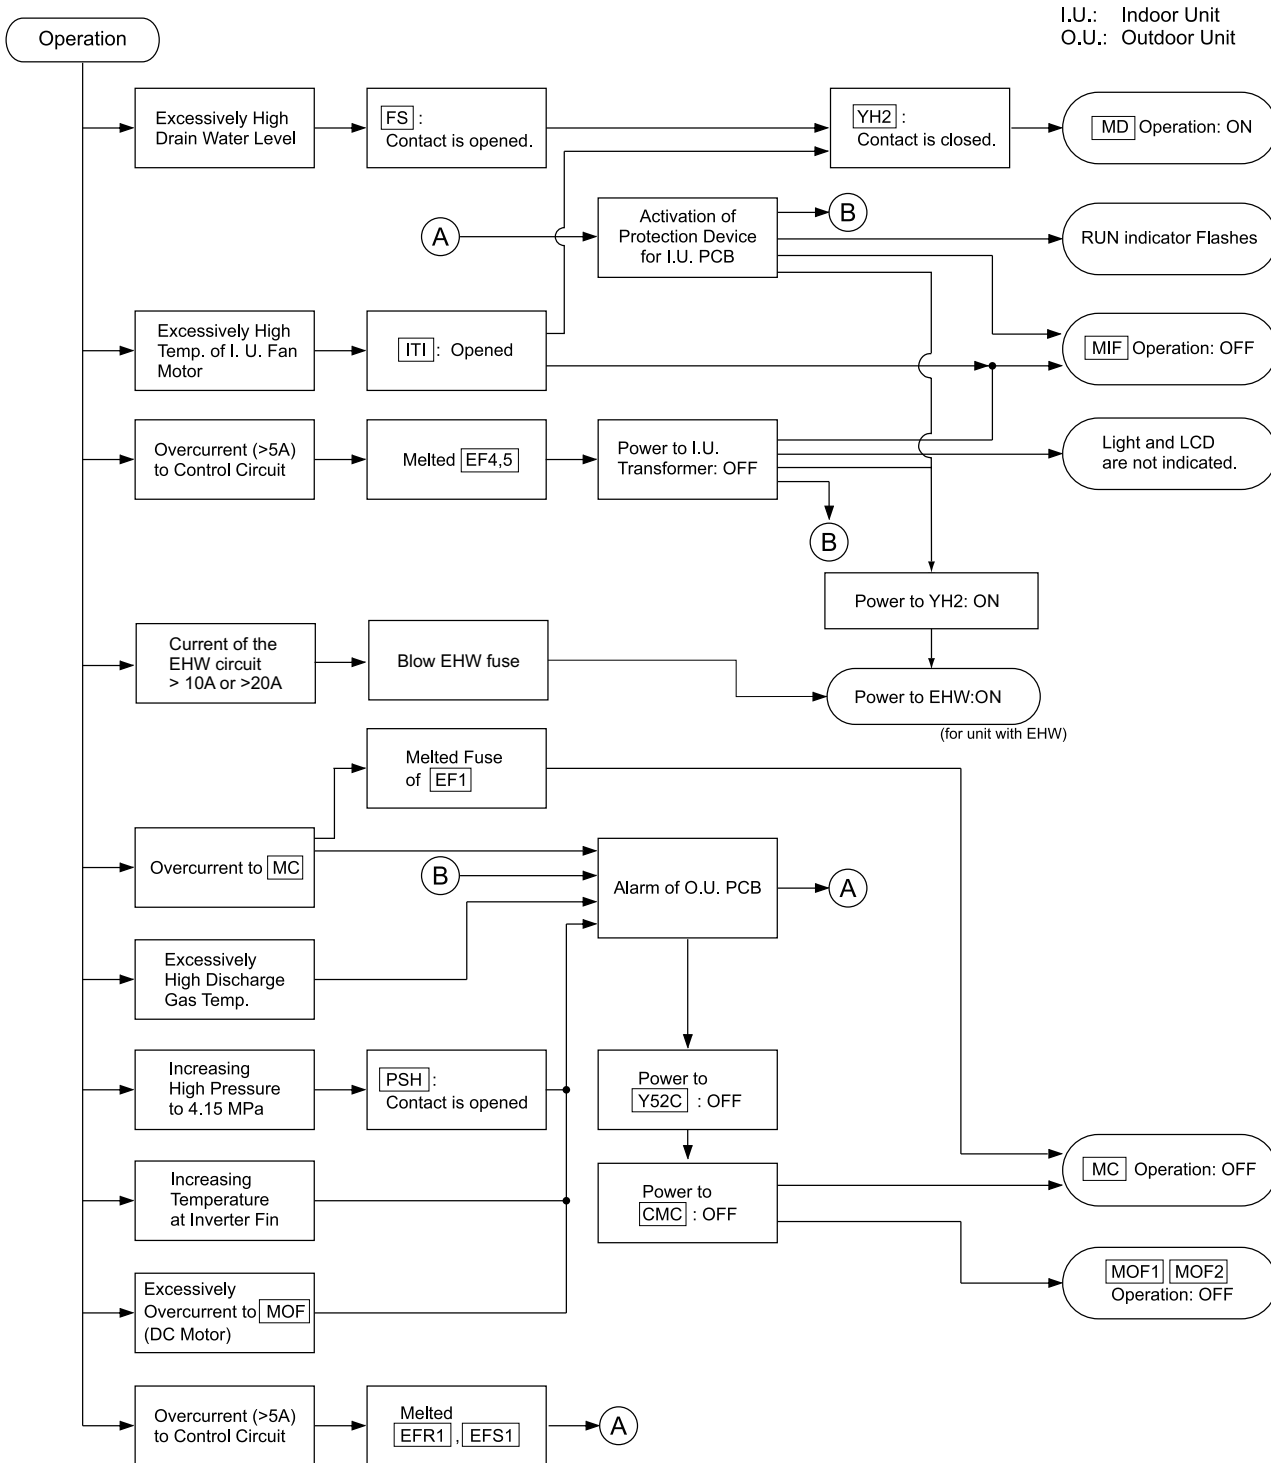 I.U.: Indoor Unit
O.U.: Outdoor Unit
Operation
Excessively High
Drain Water Level
FS :
Contact is opened.
YH2 :
Contact is closed.
MD Operation: ON
A
Activation of
Protection Device
for I.U. PCB
B
RUN indicator Flashes
Excessively High
Temp. of I. U. Fan
Motor
ITI : Opened
MIF Operation: OFF
Overcurrent (>5A)
to Control Circuit
Melted EF4,5
Power to I.U.
Transformer: OFF
Light and LCD
are not indicated.
B
Power to YH2: ON
Current of the
EHW circuit
> 10A or >20A
Blow EHW fuse
Power to EHW:ON
(for unit with EHW)
Melted Fuse
of EF1
Overcurrent to MC
B
Alarm of O.U. PCB
A
Excessively
High Discharge
Gas Temp.
Increasing
High Pressure
to 4.15 MPa
PSH :
Contact is opened
Power to
Y52C : OFF
Increasing
Temperature
at Inverter Fin
Power to
CMC : OFF
MC Operation: OFF
Excessively
Overcurrent to MOF
(DC Motor)
MOF1 MOF2
Operation: OFF
Overcurrent (>5A)
to Control Circuit
Melted
EFR1 , EFS1
A